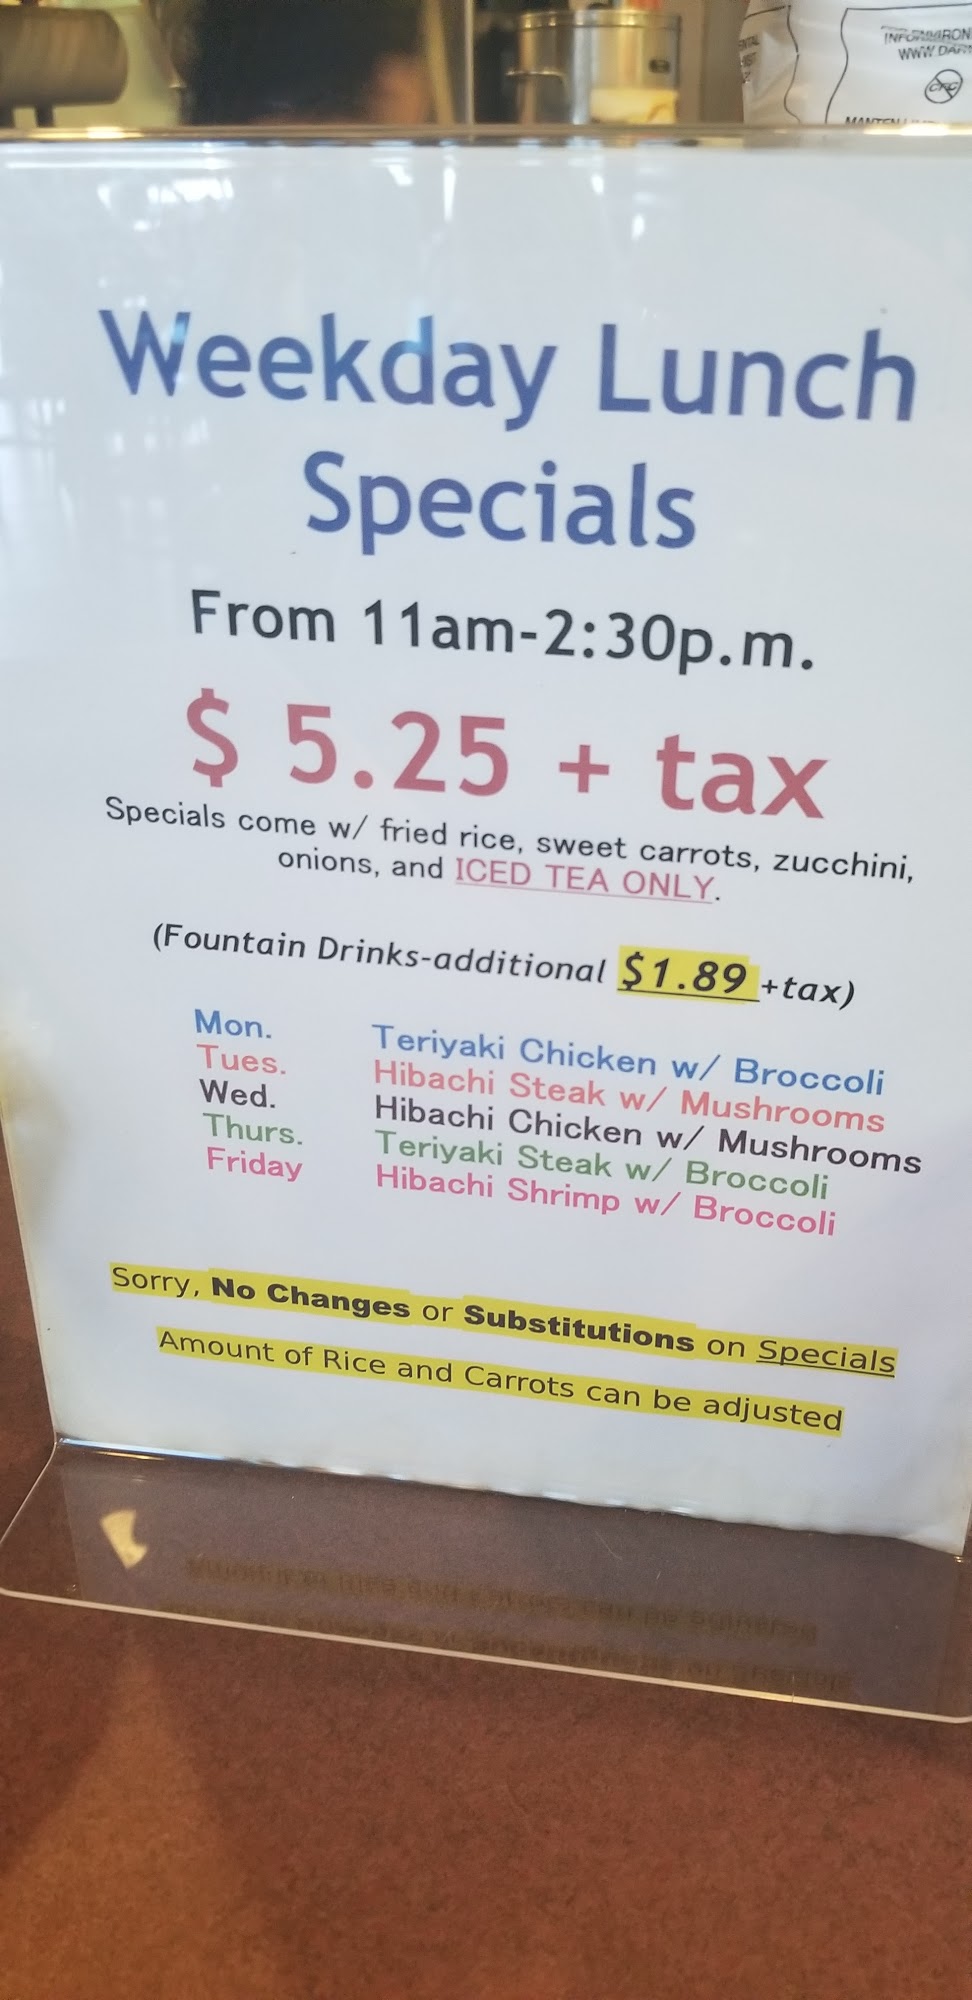 WWW.DAR
CFC
Weekday Lunch
Specials
From 11am-2:30p.m.
$ 5.25 + tax
Specials come w/ fried rice, sweet carrots, zucchini,
onions, and ICED TEA ONLY.
(Fountain Drinks-additional $1.89 +tax)
Mon. Teriyaki Chicken w/ Broccoli
Tues. Hibachi Steak w/ Mushrooms
Wed. Hibachi Chicken w/ Mushrooms
Thurs. Teriyaki Steak w/ Broccoli
Friday Hibachi Shrimp w/ Broccoli
Sorry, No Changes or Substitutions on Specials
Amount of Rice and Carrots can be adjusted